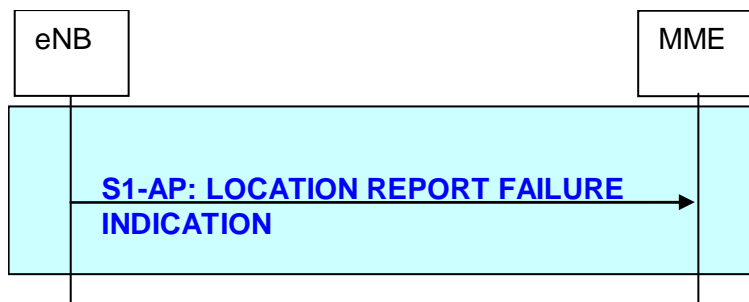 eNB
MME
S1-AP: LOCATION REPORT FAILURE
INDICATION